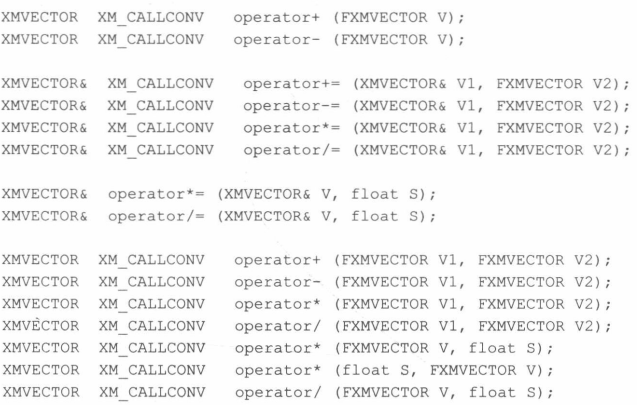 XMVECTOR XM_CALLCONV operator+ (FXMVECTOR V);
XMVECTOR XM_CALLCONV operator- (FXMVECTOR V);
XMVECTOR& XM_CALLCONV operator+= (XMVECTOR& V1, FXMVECTOR V2);
XMVECTOR& XM_CALLCONV operator-= (XMVECTOR& V1, FXMVECTOR V2);
XMVECTOR& XM_CALLCONV operator*= (XMVECTOR& V1, FXMVECTOR V2);
XMVECTOR& XM_CALLCONV operator/= (XMVECTOR& V1, FXMVECTOR V2);
XMVECTOR& operator*= (XMVECTOR& V, float S);
XMVECTOR& operator/= (XMVECTOR& V, float S);
XMVECTOR XM_CALLCONV operator+ (FXMVECTOR V1, FXMVECTOR V2);
XMVECTOR XM_CALLCONV operator- (FXMVECTOR V1, FXMVECTOR V2);
XMVECTOR XM_CALLCONV operator* (FXMVECTOR V1, FXMVECTOR V2);
XMVECTOR XM_CALLCONV operator/ (FXMVECTOR V1, FXMVECTOR V2);
XMVECTOR XM_CALLCONV operator* (FXMVECTOR V, float S);
XMVECTOR XM_CALLCONV operator* (float S, FXMVECTOR V);
XMVECTOR XM_CALLCONV operator/ (FXMVECTOR V, float S);